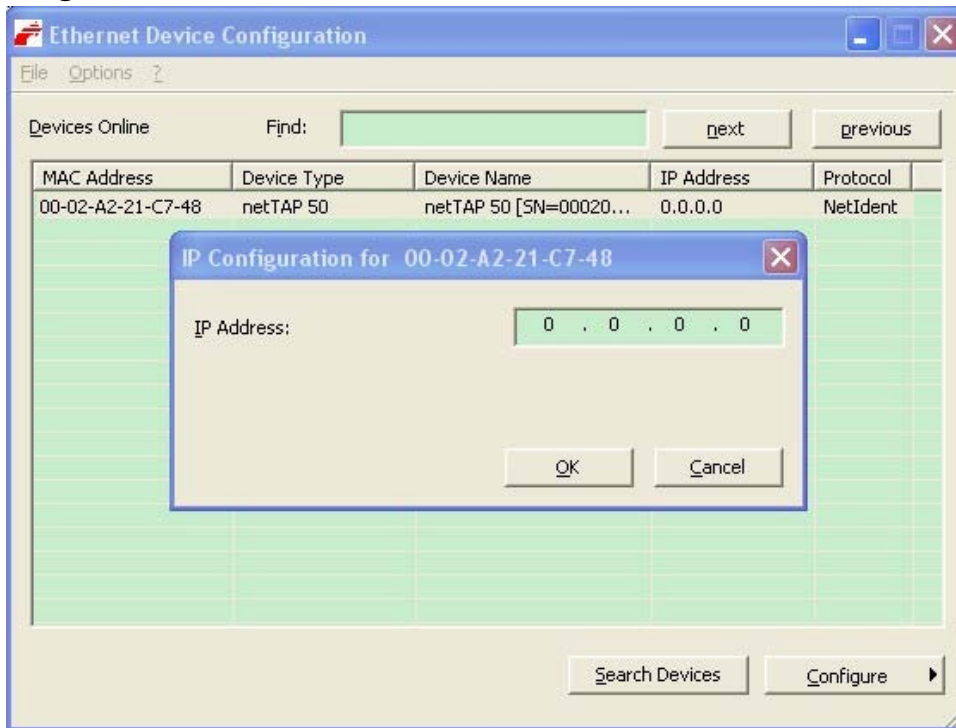 Ethernet Device Configuration
File Options ?
Devices Online Find: next previous
MAC Address Device Type Device Name IP Address Protocol
00-02-A2-21-C7-48 netTAP 50 netTAP 50 [SN=00020... 0.0.0.0 NetIdent
IP Configuration for 00-02-A2-21-C7-48
IP Address: 0 . 0 . 0 . 0
OK Cancel
Search Devices Configure